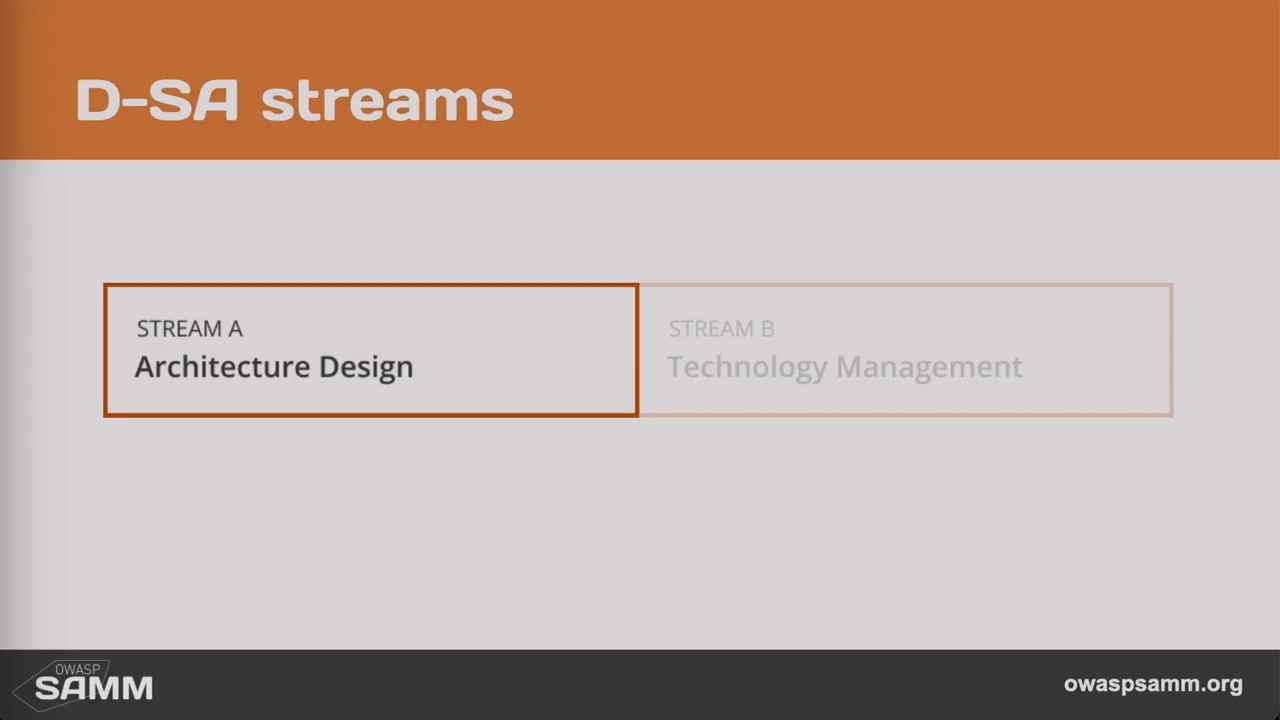 D-SA streams
STREAM A
Architecture Design
STREAM B
Technology Management
OWASP
SAMM
owaspsamm.org